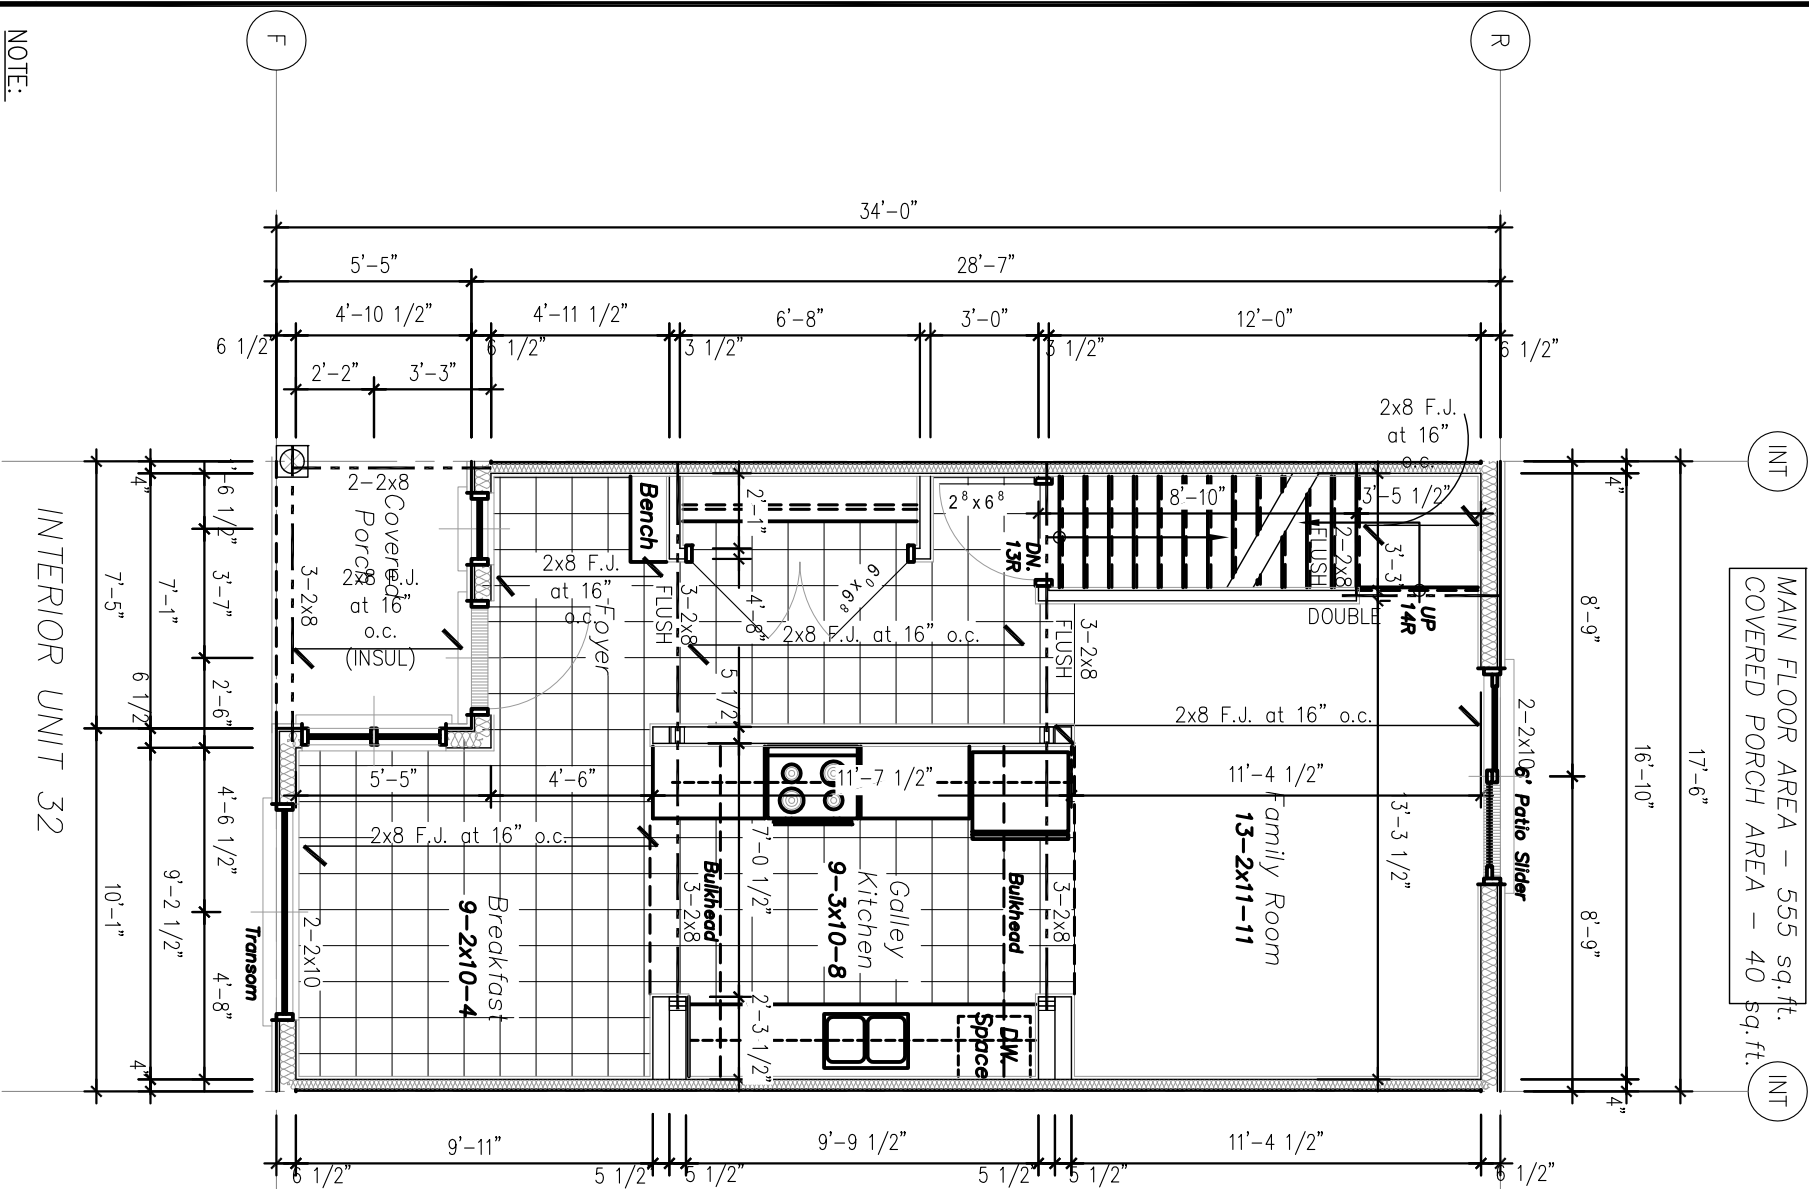 NOTE:
F
R
INT
INT
34'-0"
5'-5"
28'-7"
4'-10 1/2"
4'-11 1/2"
6'-8"
3'-0"
12'-0"
6 1/2"
6 1/2"
3 1/2"
3 1/2"
6 1/2"
2'-2"
3'-3"
2x8 F.J.
at 16"
o.c.
MAIN FLOOR AREA - 555 sq.ft.
COVERED PORCH AREA - 40 sq.ft.
17'-6"
16'-10"
4"
4"
8'-9"
8'-9"
2-2x10
6' Patio Slider
2-2x8
Covered
Porch
3-2x8
2x8 F.J.
at 16"
o.c.
(INSUL)
Bench
2x8 F.J.
at 16"
o.c.
Foyer
FLUSH
3-2x8
2'-1"
4'-8"
6⁰x6⁸
2⁸x6⁸
DN.
13R
2x8 F.J. at 16" o.c.
5 1/2"
8'-10"
3'-5 1/2"
2-2x8
FLUSH
3'-3"
DOUBLE
UP
14R
3-2x8
FLUSH
2x8 F.J. at 16" o.c.
5'-5"
4'-6"
11'-7 1/2"
11'-4 1/2"
2x8 F.J. at 16" o.c.
7'-0 1/2"
13'-3 1/2"
Family Room
13-2x11-11
Galley
Kitchen
9-3x10-8
Bulkhead
3-2x8
Bulkhead
3-2x8
Breakfast
9-2x10-4
2'-3 1/2"
DW.
Space
2-2x10
Transom
4"
6 1/2"
3'-7"
2'-6"
7'-1"
7'-5"
6 1/2"
4'-6 1/2"
4'-8"
9'-2 1/2"
10'-1"
4"
INTERIOR UNIT 32
9'-11"
9'-9 1/2"
11'-4 1/2"
6 1/2"
5 1/2"
5 1/2"
5 1/2"
5 1/2"
6 1/2"